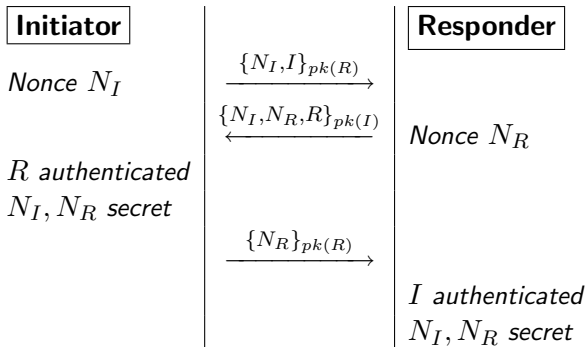 Initiator
Responder
Nonce N_I
{N_I,I}_{pk(R)}
{N_I,N_R,R}_{pk(I)}
Nonce N_R
R authenticated
N_I, N_R secret
{N_R}_{pk(R)}
I authenticated
N_I, N_R secret